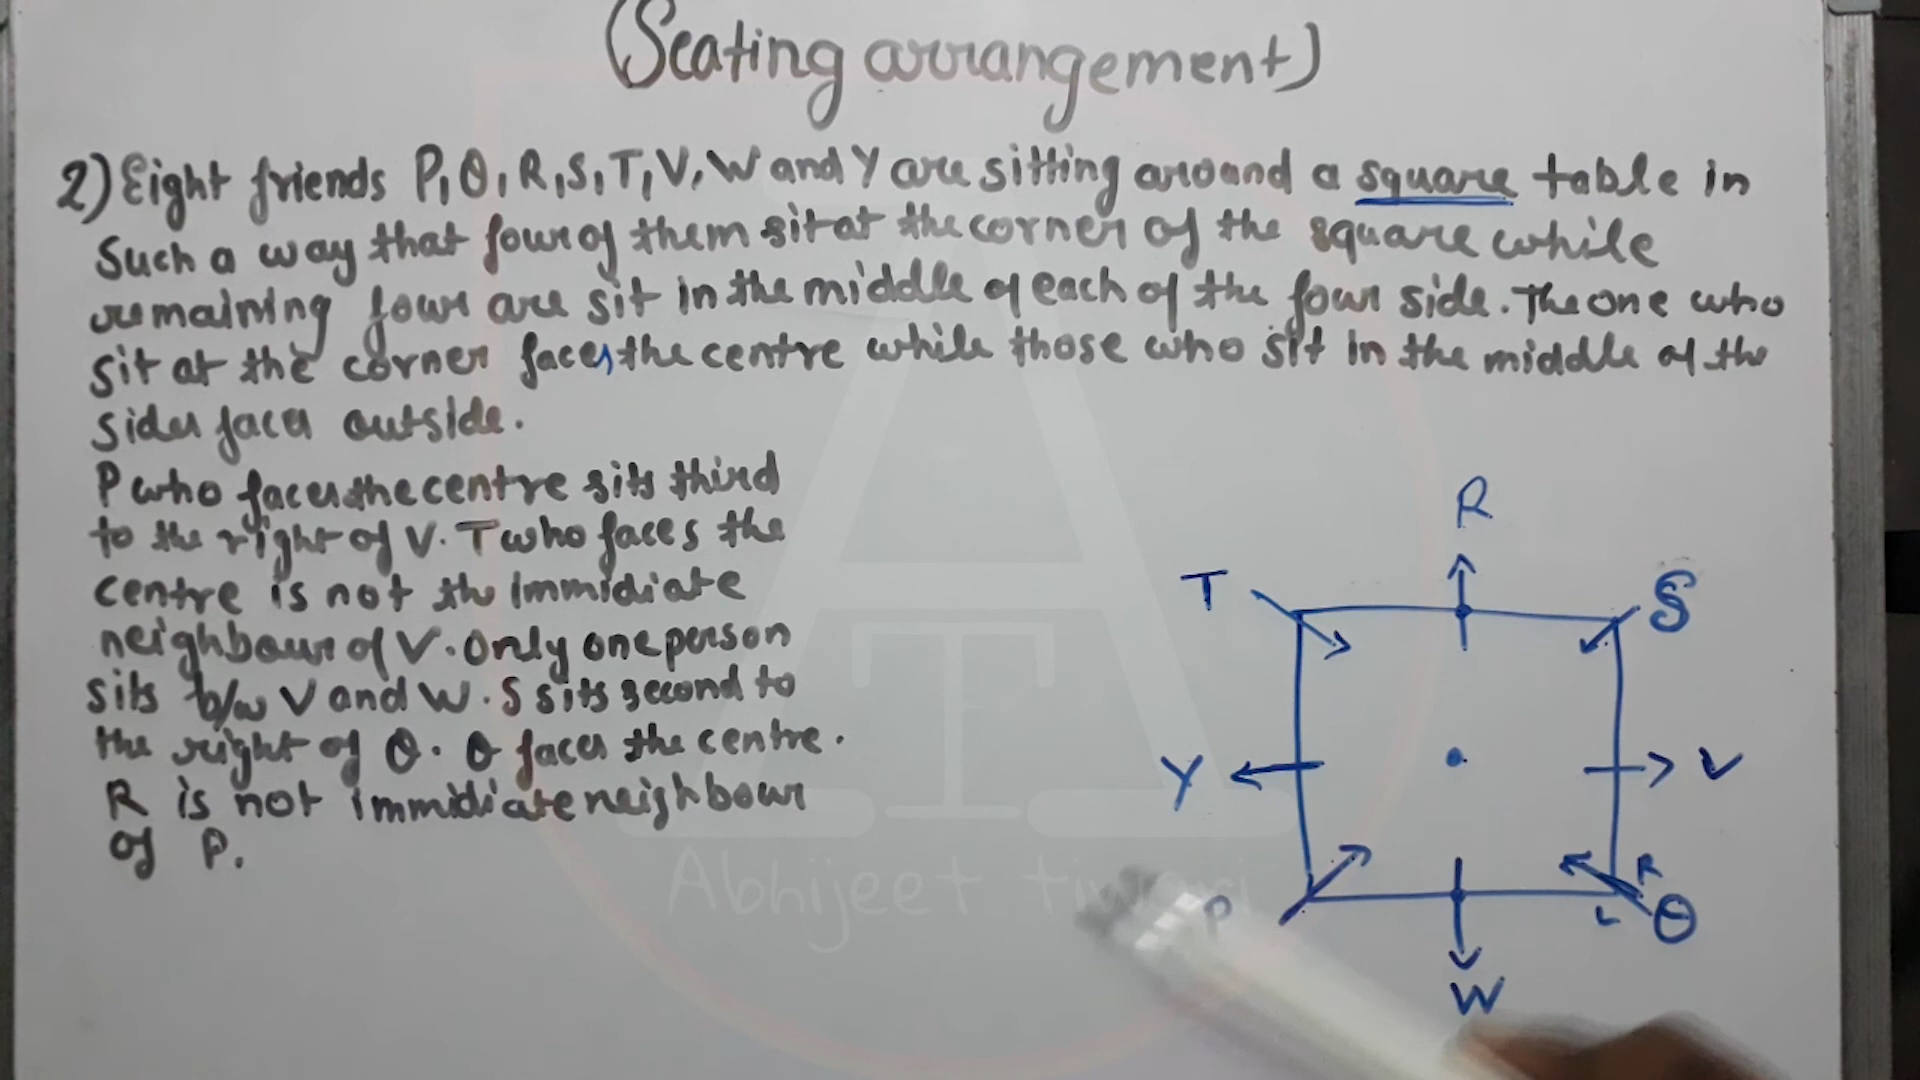 (Seating arrangement)
2) Eight friends P, Q, R, S, T, V, W and Y are sitting around a square table in
Such a way that four of them sit at the corner of the square while
remaining four are sit in the middle of each of the four side. The one who
sit at the corner faces the centre while those who sit in the middle of the
sides faces outside.
P who faces the centre sits third
to the right of V. T who faces the
centre is not the immidiate
neighbour of V. Only one person
sits b/w V and W. S sits second to
the right of Q. Q faces the centre.
R is not immidiate neighbour
of P.
R
T
S
Y
V
P
R
L
Q
W
AT
Abhijeet tiwari